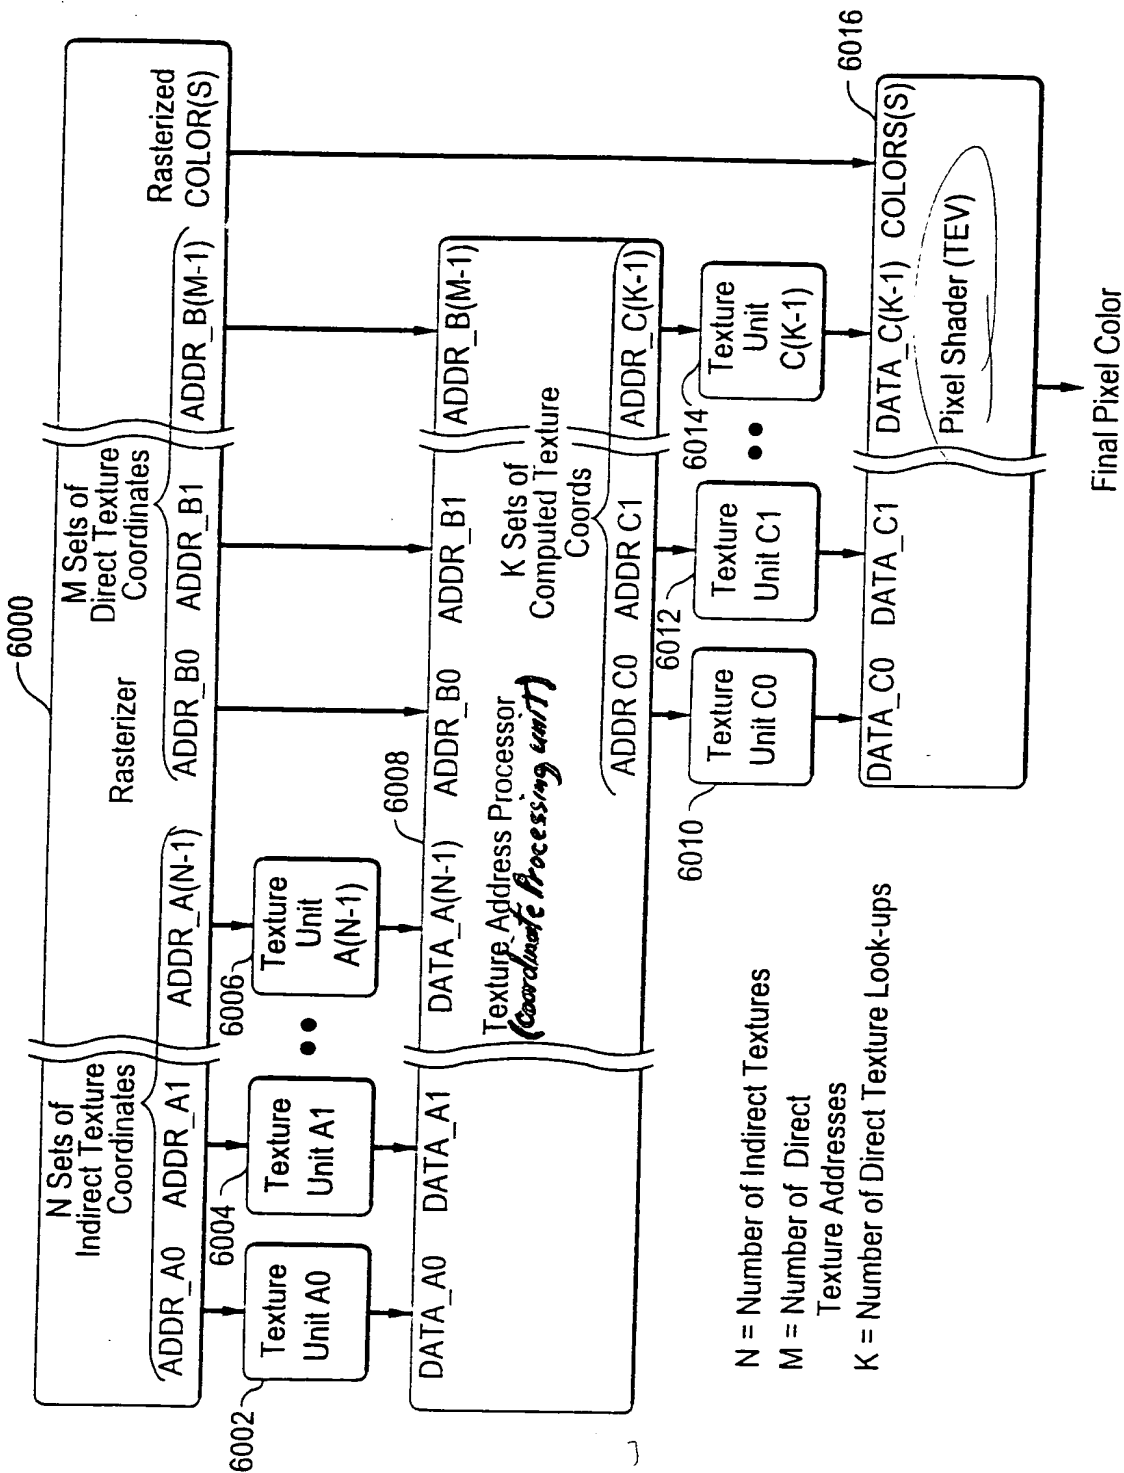 6000
N Sets of
Indirect Texture
Coordinates
Rasterizer
M Sets of
Direct Texture
Coordinates
Rasterized
COLOR(S)
ADDR_A0
ADDR_A1
ADDR_A(N-1)
ADDR_B0
ADDR_B1
ADDR_B(M-1)
6002
Texture
Unit A0
6004
Texture
Unit A1
6006
Texture
Unit
A(N-1)
6008
DATA_A0
DATA_A1
DATA_A(N-1)
ADDR_B0
ADDR_B1
ADDR_B(M-1)
Texture Address Processor
(Coordinate Processing unit)
K Sets of
Computed Texture
Coords
ADDR C0
ADDR C1
ADDR_C(K-1)
6010
Texture
Unit C0
6012
Texture
Unit C1
6014
Texture
Unit
C(K-1)
6016
DATA_C0
DATA_C1
DATA_C(K-1)
COLORS(S)
Pixel Shader (TEV)
Final Pixel Color
N = Number of Indirect Textures
M = Number of Direct
Texture Addresses
K = Number of Direct Texture Look-ups